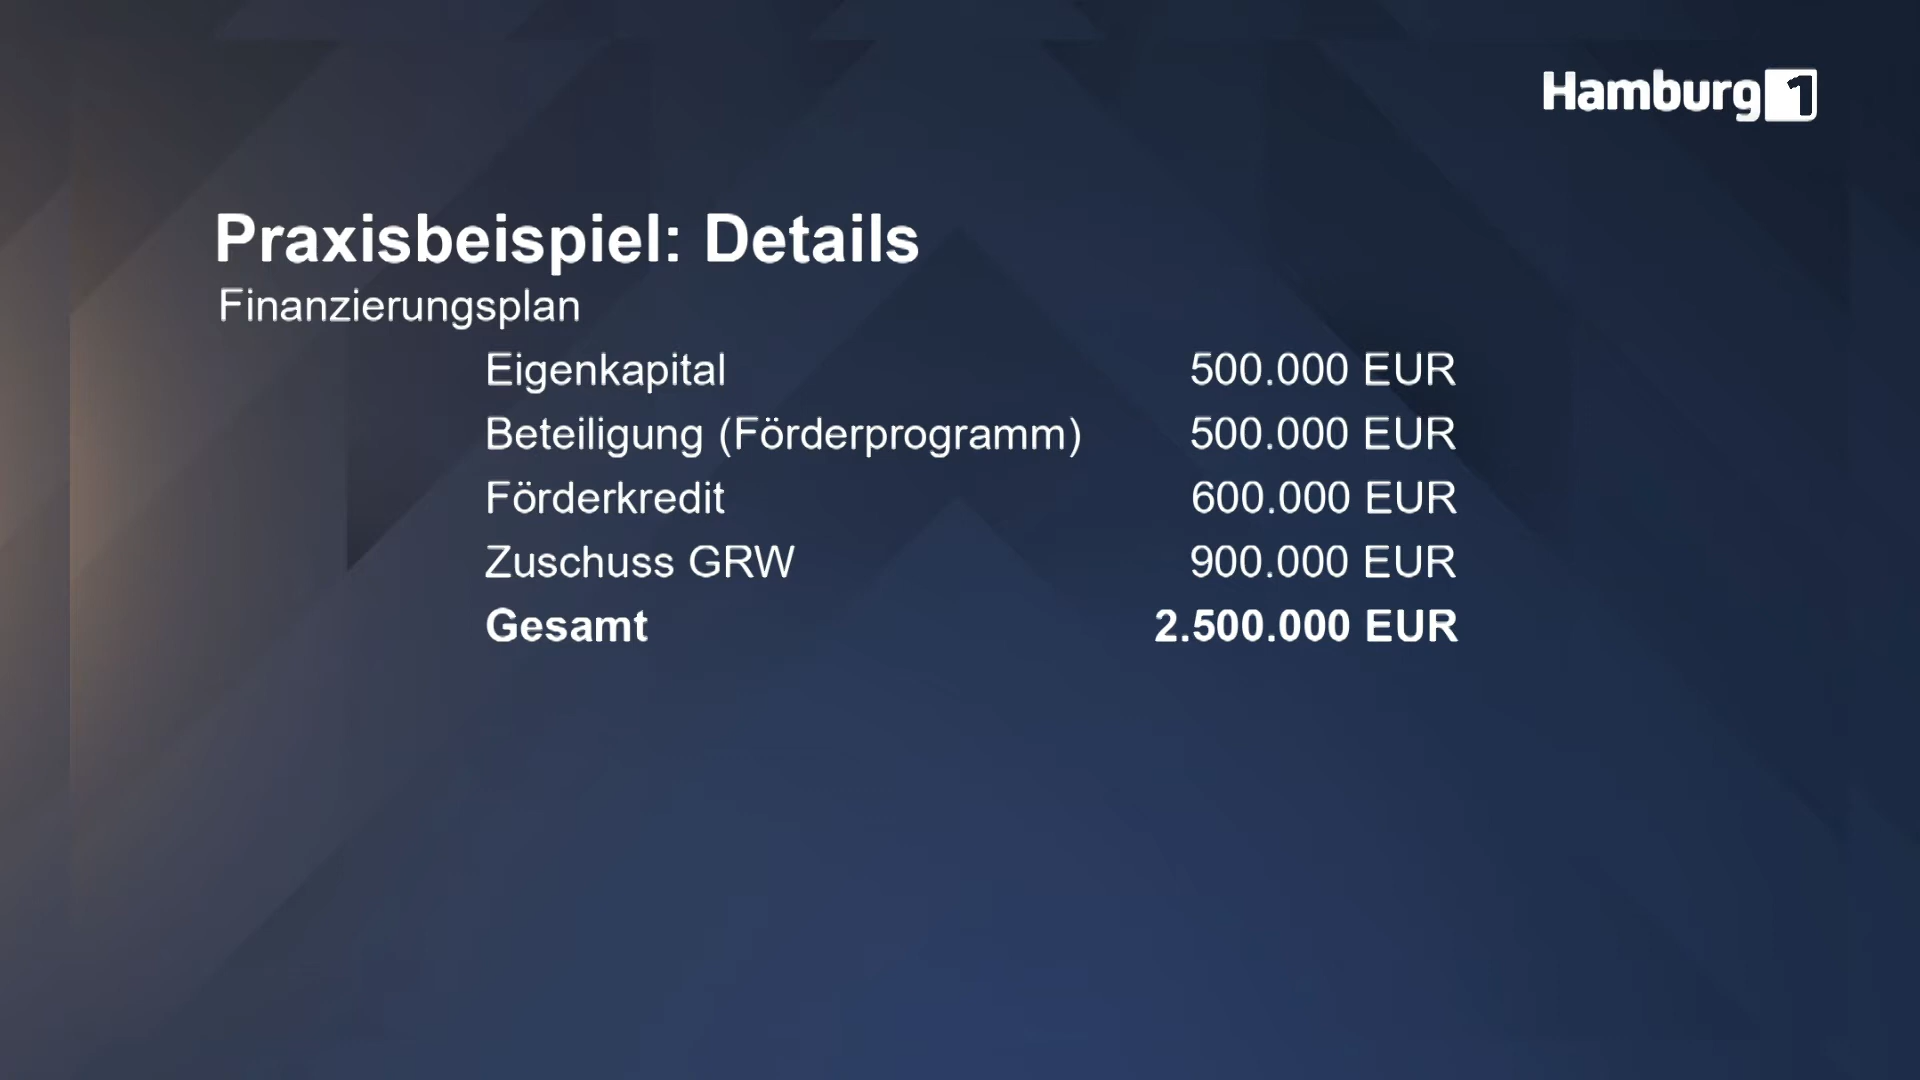 Hamburg 1
Praxisbeispiel: Details
Finanzierungsplan
Eigenkapital 500.000 EUR
Beteiligung (Förderprogramm) 500.000 EUR
Förderkredit 600.000 EUR
Zuschuss GRW 900.000 EUR
Gesamt 2.500.000 EUR